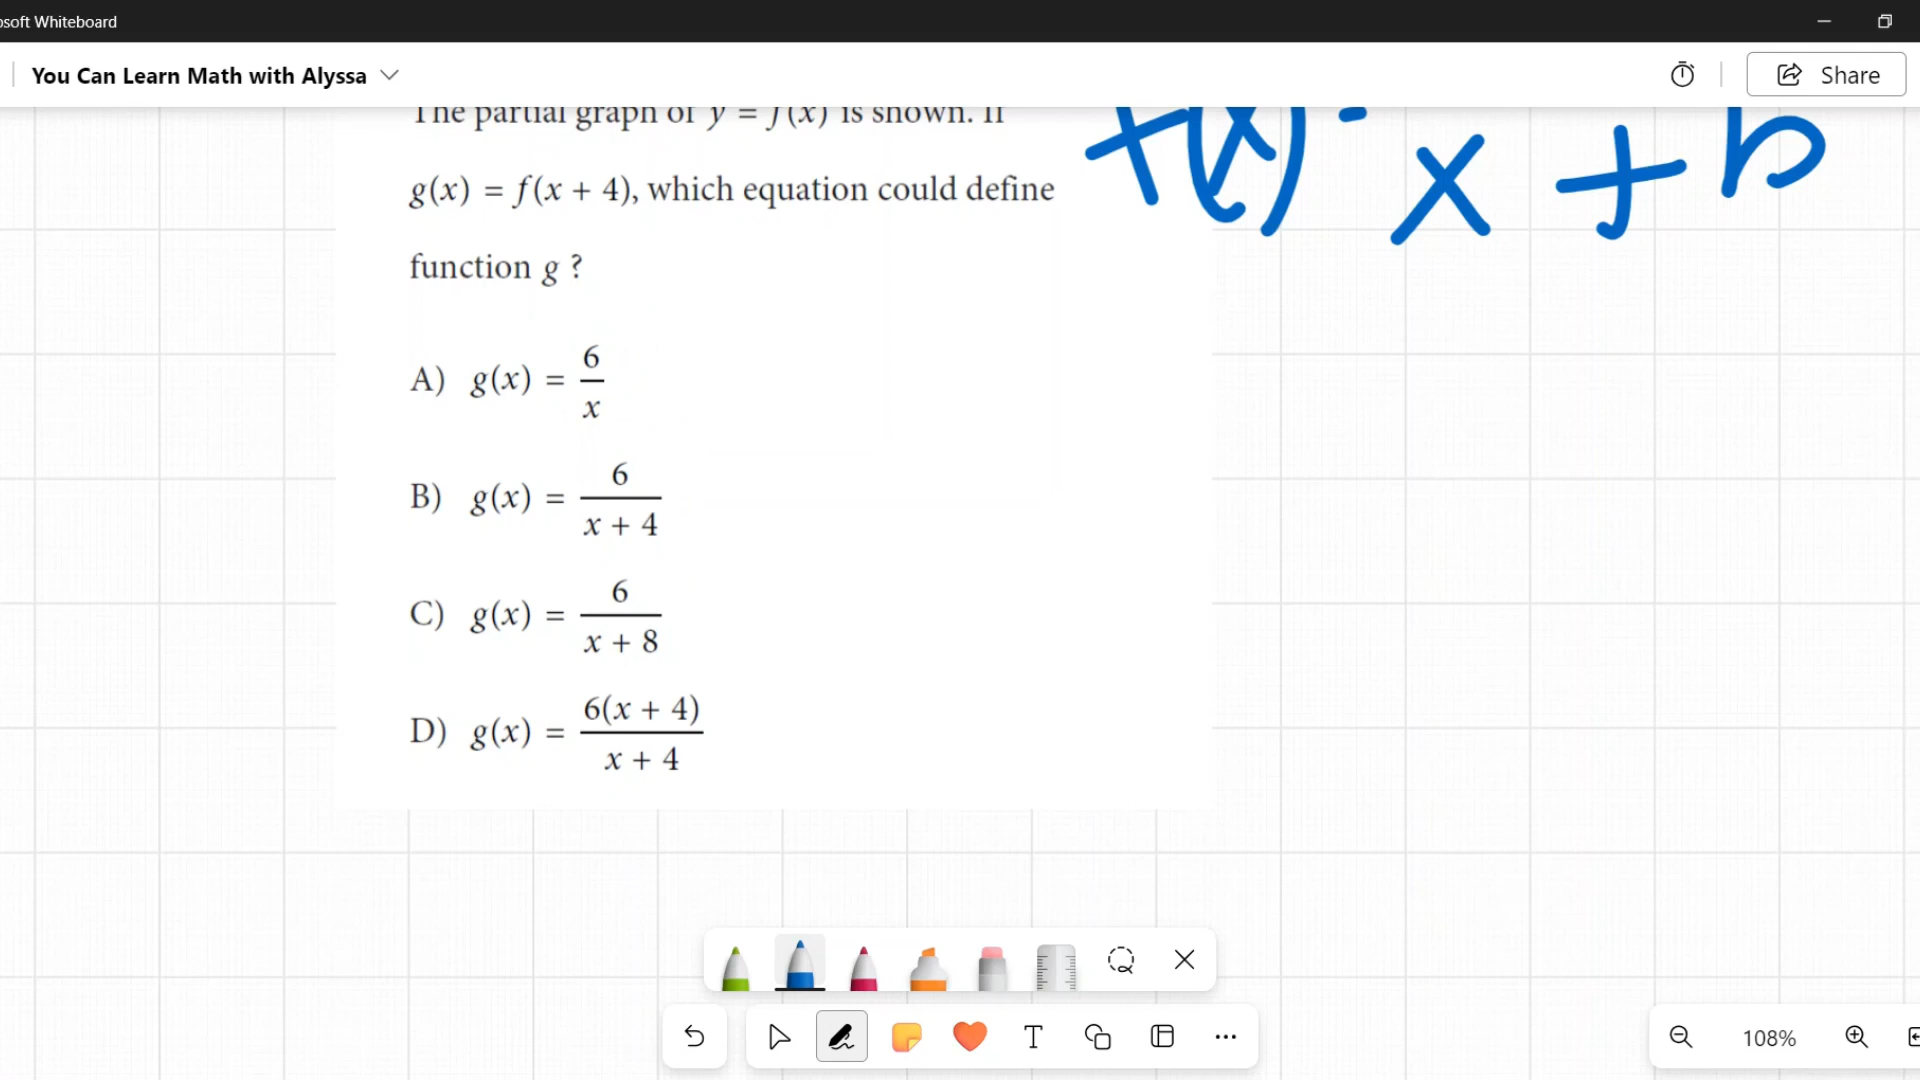 osoft Whiteboard
You Can Learn Math with Alyssa
Share
The partial graph of y = f(x) is shown. If
g(x) = f(x + 4), which equation could define
function g ?
f(x) = x + b
A) g(x) = 6/x
B) g(x) = 6/(x + 4)
C) g(x) = 6/(x + 8)
D) g(x) = 6(x + 4)/(x + 4)
T
108%